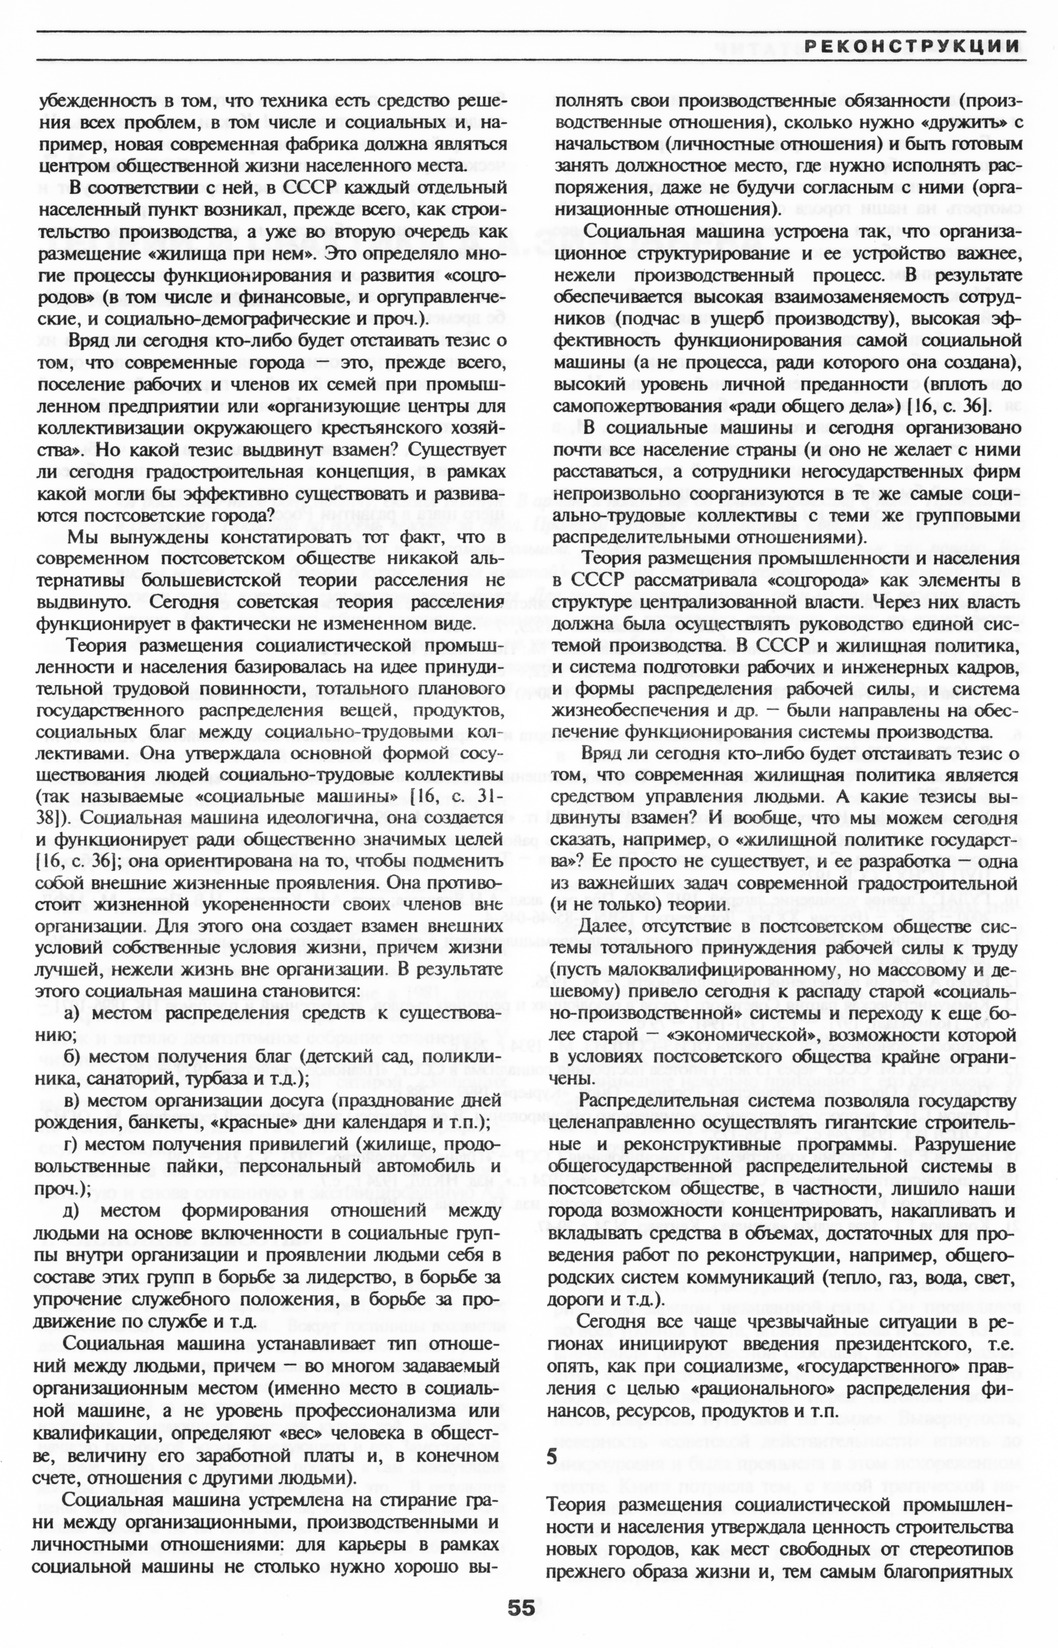 РЕКОНСТРУКЦИИ
убежденность в том, что техника есть средство реше-
ния всех проблем, в том числе и социальных и, на-
пример, новая современная фабрика должна являться
центром общественной жизни населенного места.
В соответствии с ней, в СССР каждый отдельный
населенный пункт возникал, прежде всего, как строи-
тельство производства, а уже во вторую очередь как
размещение «жилища при нем». Это определяло мно-
гие процессы функционирования и развития «соцго-
родов» (в том числе и финансовые, и оргуправленче-
ские, и социально-демографические и проч.).
Вряд ли сегодня кто-либо будет отстаивать тезис о
том, что современные города — это, прежде всего,
поселение рабочих и членов их семей при промыш-
ленном предприятии или «организующие центры для
коллективизации окружающего крестьянского хозяй-
ства». Но какой тезис выдвинут взамен? Существует
ли сегодня градостроительная концепция, в рамках
какой могли бы эффективно существовать и развива-
ются постсоветские города?
Мы вынуждены констатировать тот факт, что в
современном постсоветском обществе никакой аль-
тернативы большевистской теории расселения не
выдвинуто. Сегодня советская теория расселения
функционирует в фактически не измененном виде.
Теория размещения социалистической промыш-
ленности и населения базировалась на идее принуди-
тельной трудовой повинности, тотального планового
государственного распределения вещей, продуктов,
социальных благ между социально-трудовыми кол-
лективами. Она утверждала основной формой сосу-
ществования людей социально-трудовые коллективы
(так называемые «социальные машины» [16, с. 31-
38]). Социальная машина идеологична, она создается
и функционирует ради общественно значимых целей
[16, с. 36]; она ориентирована на то, чтобы подменить
собой внешние жизненные проявления. Она противо-
стоит жизненной укорененности своих членов вне
организации. Для этого она создает взамен внешних
условий собственные условия жизни, причем жизни
лучшей, нежели жизнь вне организации. В результате
этого социальная машина становится:
а) местом распределения средств к существова-
нию;
б) местом получения благ (детский сад, поликли-
ника, санаторий, турбаза и т.д.);
в) местом организации досуга (празднование дней
рождения, банкеты, «красные» дни календаря и т.п.);
г) местом получения привилегий (жилище, продо-
вольственные пайки, персональный автомобиль и
проч.);
д) местом формирования отношений между
людьми на основе включенности в социальные груп-
пы внутри организации и проявлении людьми себя в
составе этих групп в борьбе за лидерство, в борьбе за
упрочение служебного положения, в борьбе за про-
движение по службе и т.д.
Социальная машина устанавливает тип отноше-
ний между людьми, причем — во многом задаваемый
организационным местом (именно место в социаль-
ной машине, а не уровень профессионализма или
квалификации, определяют «вес» человека в общест-
ве, величину его заработной платы и, в конечном
счете, отношения с другими людьми).
Социальная машина устремлена на стирание гра-
ни между организационными, производственными и
личностными отношениями: для карьеры в рамках
социальной машины не столько нужно хорошо вы-
полнять свои производственные обязанности (произ-
водственные отношения), сколько нужно «дружить» с
начальством (личностные отношения) и быть готовым
занять должностное место, где нужно исполнять рас-
поряжения, даже не будучи согласным с ними (орга-
низационные отношения).
Социальная машина устроена так, что организа-
ционное структурирование и ее устройство важнее,
нежели производственный процесс. В результате
обеспечивается высокая взаимозаменяемость сотруд-
ников (подчас в ущерб производству), высокая эф-
фективность функционирования самой социальной
машины (а не процесса, ради которого она создана),
высокий уровень личной преданности (вплоть до
самопожертвования «ради общего дела») [16, с. 36].
В социальные машины и сегодня организовано
почти все население страны (и оно не желает с ними
расставаться, а сотрудники негосударственных фирм
непроизвольно соорганизуются в те же самые соци-
ально-трудовые коллективы с теми же групповыми
распределительными отношениями).
Теория размещения промышленности и населения
в СССР рассматривала «соцгорода» как элементы в
структуре централизованной власти. Через них власть
должна была осуществлять руководство единой сис-
темой производства. В СССР и жилищная политика,
и система подготовки рабочих и инженерных кадров,
и формы распределения рабочей силы, и система
жизнеобеспечения и др. — были направлены на обес-
печение функционирования системы производства.
Вряд ли сегодня кто-либо будет отстаивать тезис о
том, что современная жилищная политика является
средством управления людьми. А какие тезисы вы-
двинуты взамен? И вообще, что мы можем сегодня
сказать, например, о «жилищной политике государст-
ва»? Ее просто не существует, и ее разработка — одна
из важнейших задач современной градостроительной
(и не только) теории.
Далее, отсутствие в постсоветском обществе сис-
темы тотального принуждения рабочей силы к труду
(пусть малоквалифицированному, но массовому и де-
шевому) привело сегодня к распаду старой «социаль-
но-производственной» системы и переходу к еще бо-
лее старой — «экономической», возможности которой
в условиях постсоветского общества крайне ограни-
чены.
Распределительная система позволяла государству
целенаправленно осуществлять гигантские строитель-
ные и реконструктивные программы. Разрушение
общегосударственной распределительной системы в
постсоветском обществе, в частности, лишило наши
города возможности концентрировать, накапливать и
вкладывать средства в объемах, достаточных для про-
ведения работ по реконструкции, например, общего-
родских систем коммуникаций (тепло, газ, вода, свет,
дороги и т.д.).
Сегодня все чаще чрезвычайные ситуации в ре-
гионах инициируют введения президентского, т.е.
опять, как при социализме, «государственного» прав-
ления с целью «рационального» распределения фи-
нансов, ресурсов, продуктов и т.п.
5
Теория размещения социалистической промышлен-
ности и населения утверждала ценность строительства
новых городов, как мест свободных от стереотипов
прежнего образа жизни и, тем самым благоприятных
55